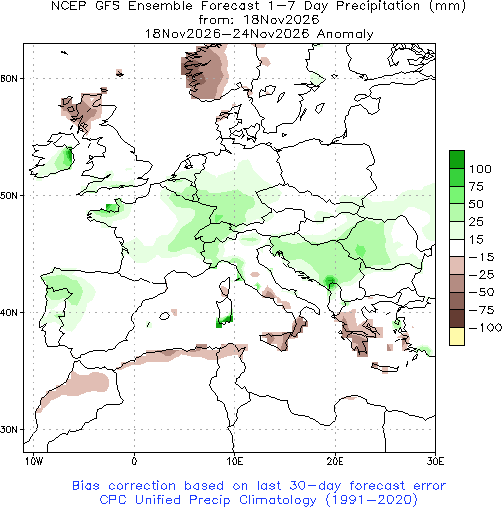 NCEP GFS Ensemble Forecast 1–7 Day Precipitation (mm)
from: 18Nov2026
18Nov2026–24Nov2026 Anomaly
60N
50N
40N
30N
10W 0 10E 20E 30E
100
75
50
25
15
−15
−25
−50
−75
−100
Bias correction based on last 30–day forecast error
CPC Unified Precip Climatology (1991–2020)